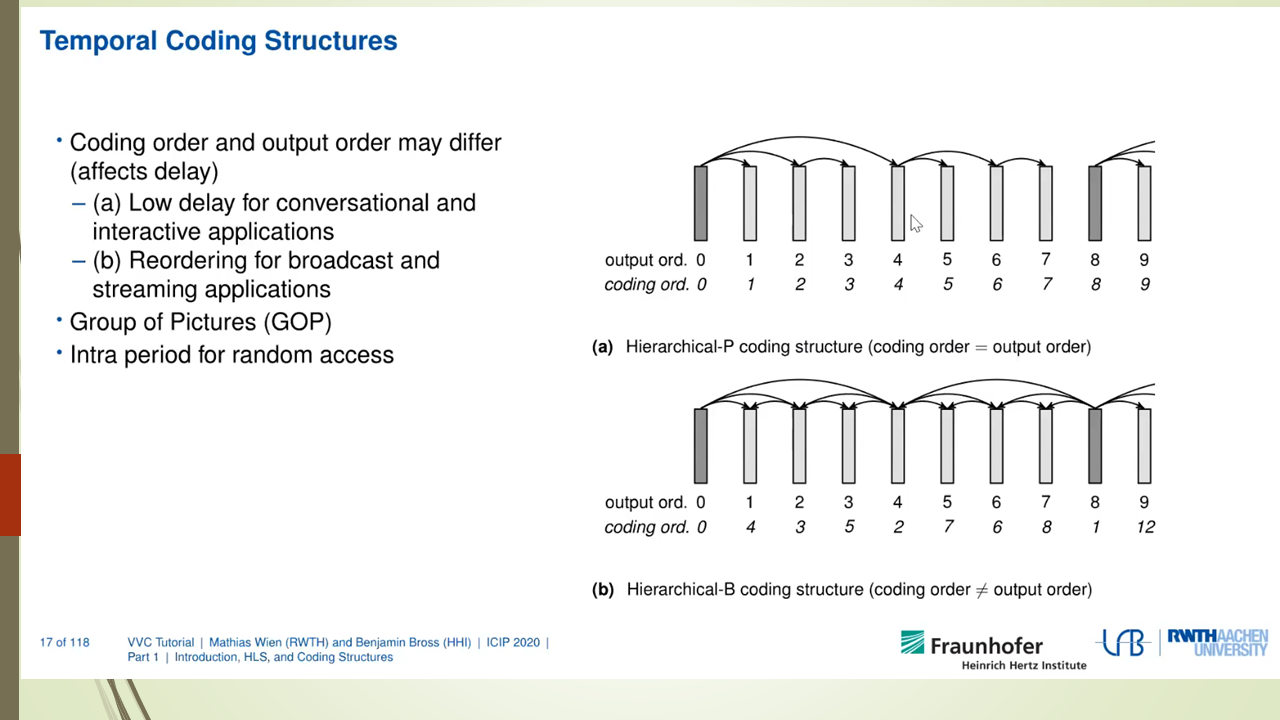 Temporal Coding Structures
• Coding order and output order may differ
(affects delay)
– (a) Low delay for conversational and
interactive applications
– (b) Reordering for broadcast and
streaming applications
• Group of Pictures (GOP)
• Intra period for random access
output ord. 0 1 2 3 4 5 6 7 8 9
coding ord. 0 1 2 3 4 5 6 7 8 9
(a) Hierarchical-P coding structure (coding order = output order)
output ord. 0 1 2 3 4 5 6 7 8 9
coding ord. 0 4 3 5 2 7 6 8 1 12
(b) Hierarchical-B coding structure (coding order ≠ output order)
17 of 118
VVC Tutorial | Mathias Wien (RWTH) and Benjamin Bross (HHI) | ICIP 2020 |
Part 1 | Introduction, HLS, and Coding Structures
Fraunhofer
Heinrich Hertz Institute
RWTHAACHEN
UNIVERSITY